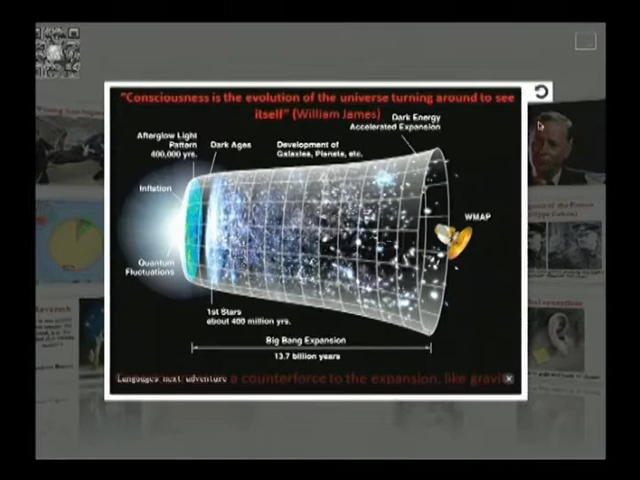 "Consciousness is the evolution of the universe turning around to see
itself" (William James)
Dark Energy
Accelerated Expansion
Afterglow Light
Pattern
400,000 yrs.
Dark Ages
Development of
Galaxies, Planets, etc.
Inflation
WMAP
Quantum
Fluctuations
1st Stars
about 400 million yrs.
Big Bang Expansion
13.7 billion years
Languages next adventure
a counterforce to the expansion, like gravi